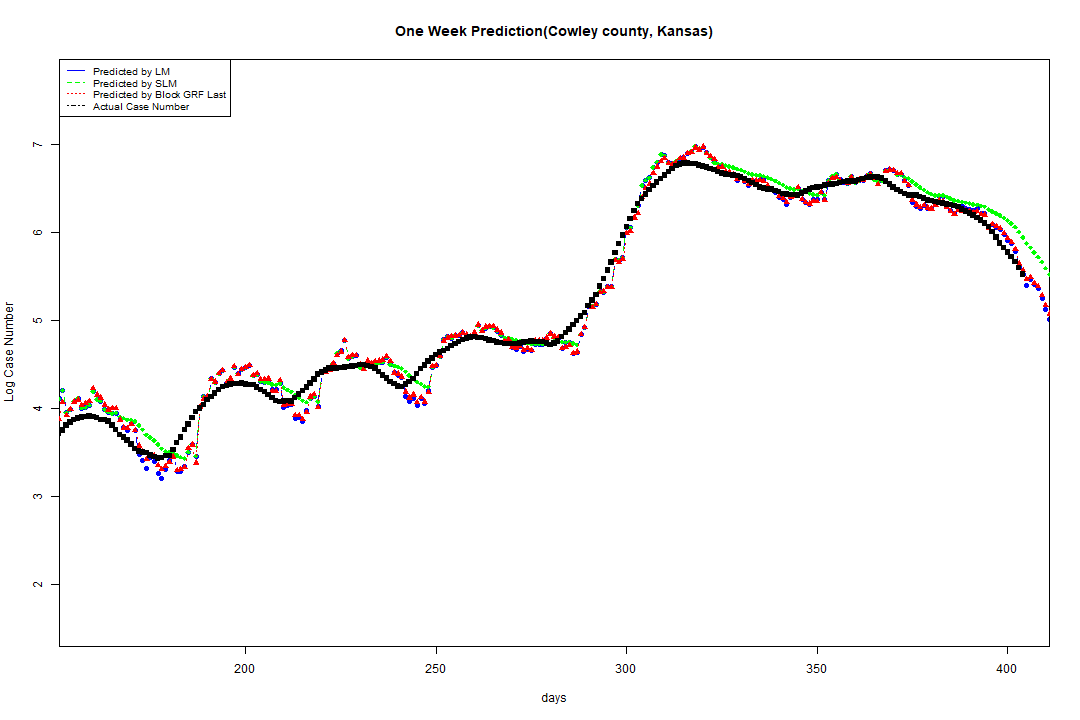 One Week Prediction(Cowley county, Kansas)
Predicted by LM
Predicted by SLM
Predicted by Block GRF Last
Actual Case Number
7
6
5
4
3
2
Log Case Number
200 250 300 350 400
days